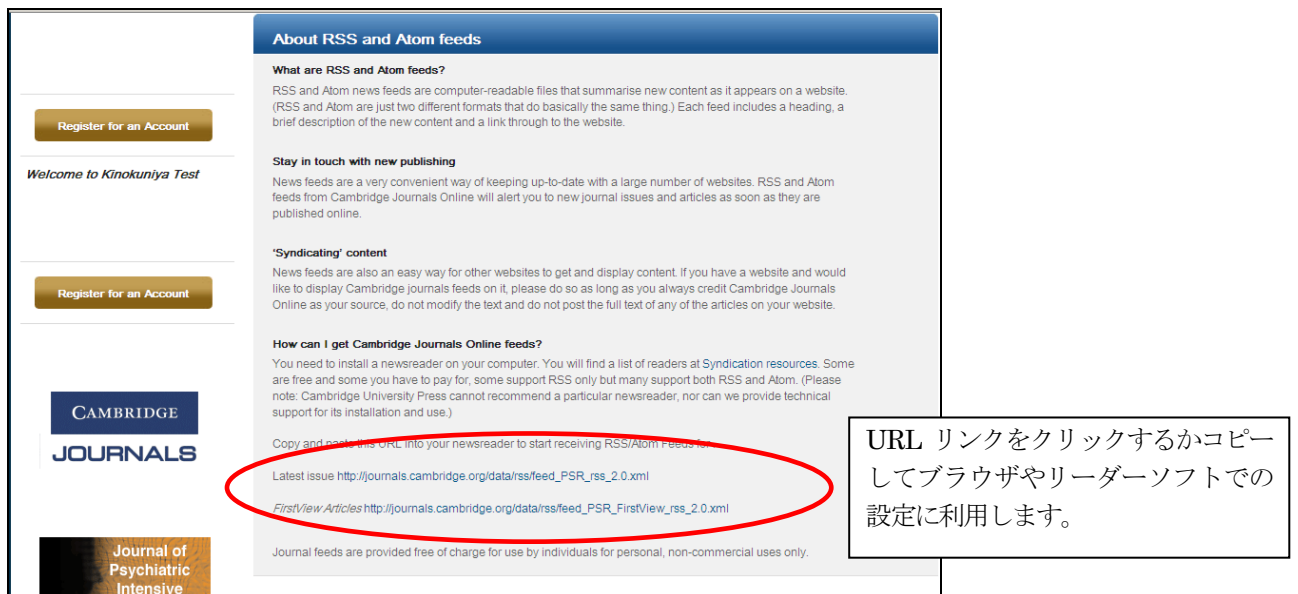 About RSS and Atom feeds
What are RSS and Atom feeds?
RSS and Atom news feeds are computer-readable files that summarise new content as it appears on a website.
(RSS and Atom are just two different formats that do basically the same thing.) Each feed includes a heading, a
brief description of the new content and a link through to the website.
Register for an Account
Welcome to Kinokuniya Test
Stay in touch with new publishing
News feeds are a very convenient way of keeping up-to-date with a large number of websites. RSS and Atom
feeds from Cambridge Journals Online will alert you to new journal issues and articles as soon as they are
published online.
'Syndicating' content
News feeds are also an easy way for other websites to get and display content. If you have a website and would
like to display Cambridge journals feeds on it, please do so as long as you always credit Cambridge Journals
Online as your source, do not modify the text and do not post the full text of any of the articles on your website.
Register for an Account
How can I get Cambridge Journals Online feeds?
You need to install a newsreader on your computer. You will find a list of readers at Syndication resources. Some
are free and some you have to pay for, some support RSS only but many support both RSS and Atom. (Please
note: Cambridge University Press cannot recommend a particular newsreader, nor can we provide technical
support for its installation and use.)
CAMBRIDGE
JOURNALS
Copy and paste this URL into your newsreader to start receiving RSS/Atom Feeds for
Latest issue http://journals.cambridge.org/data/rss/feed_PSR_rss_2.0.xml
FirstView Articles http://journals.cambridge.org/data/rss/feed_PSR_FirstView_rss_2.0.xml
Journal feeds are provided free of charge for use by individuals for personal, non-commercial uses only.
URL リンクをクリックするかコピー
してブラウザやリーダーソフトでの
設定に利用します。
Journal of
Psychiatric
Intensive